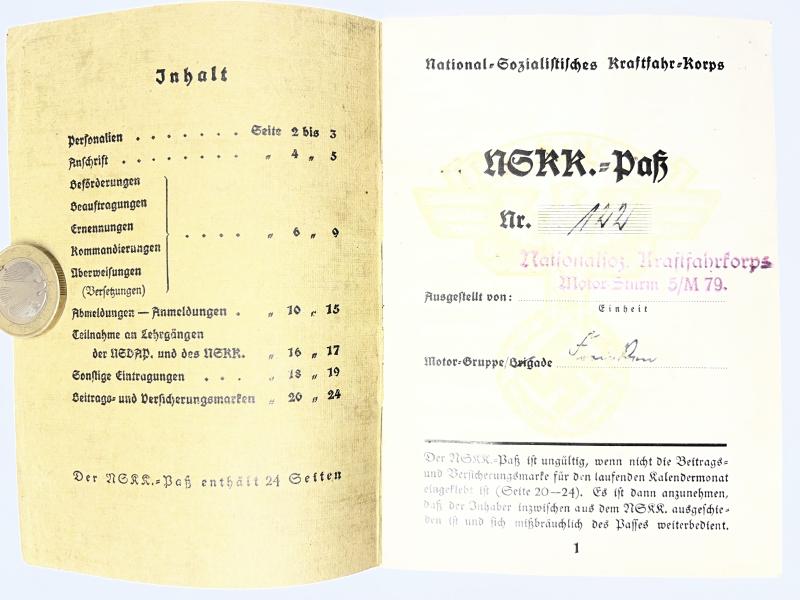 Inhalt
Personalien . . . . . . . Seite 2 bis 3
Anschrift . . . . . . . . „ 4 „ 5
Beförderungen
Beauftragungen
Ernennungen
Kommandierungen
. . . . „ 6 „ 9
Überweisungen
(Versetzungen)
Abmeldungen — Anmeldungen . „ 10 „ 15
Teilnahme an Lehrgängen
der NSDAP. und des NSKK. „ 16 „ 17
Sonstige Eintragungen . . . „ 18 „ 19
Beitrags- und Versicherungsmarken „ 20 „ 24
Der NSKK.-Paß enthält 24 Seiten
National-Sozialistisches Kraftfahr-Korps
NSKK.-Paß
Nr. 122
Nationalsoz. Kraftfahrkorps
Motor-Sturm 5/M 79.
Ausgestellt von:
Einheit
Motor-Gruppe/Brigade Franken
Der NSKK.-Paß ist ungültig, wenn nicht die Beitrags-
und Versicherungsmarke für den laufenden Kalendermonat
eingeklebt ist (Seite 20—24). Es ist dann anzunehmen,
daß der Inhaber inzwischen aus dem NSKK. ausgeschie-
den ist und sich mißbräuchlich des Passes weiterbedient.
1